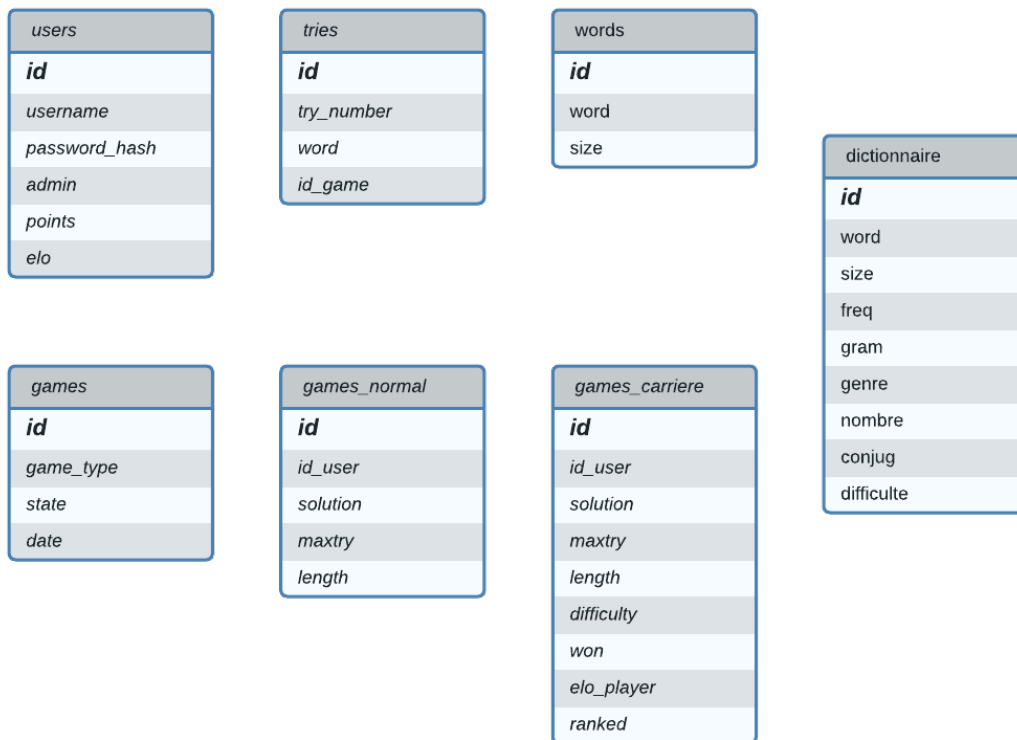 users
id
username
password_hash
admin
points
elo
tries
id
try_number
word
id_game
words
id
word
size
dictionnaire
id
word
size
freq
gram
genre
nombre
conjug
difficulte
games
id
game_type
state
date
games_normal
id
id_user
solution
maxtry
length
games_carriere
id
id_user
solution
maxtry
length
difficulty
won
elo_player
ranked